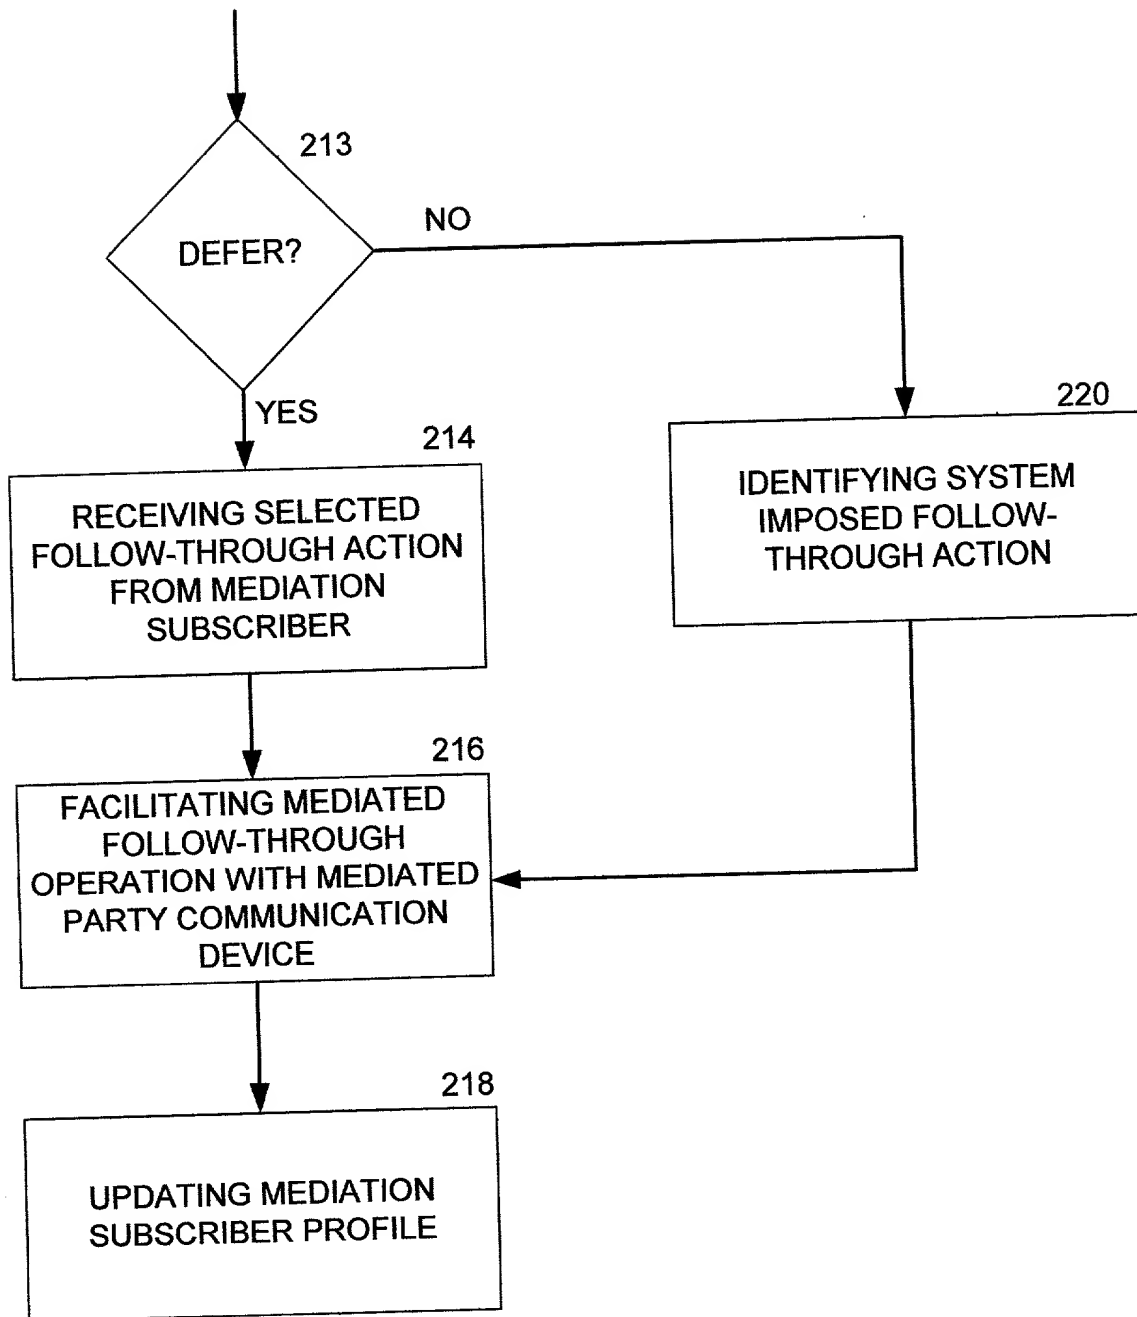 213
DEFER?
NO
YES
220
IDENTIFYING SYSTEM
IMPOSED FOLLOW-
THROUGH ACTION
214
RECEIVING SELECTED
FOLLOW-THROUGH ACTION
FROM MEDIATION
SUBSCRIBER
216
FACILITATING MEDIATED
FOLLOW-THROUGH
OPERATION WITH MEDIATED
PARTY COMMUNICATION
DEVICE
218
UPDATING MEDIATION
SUBSCRIBER PROFILE